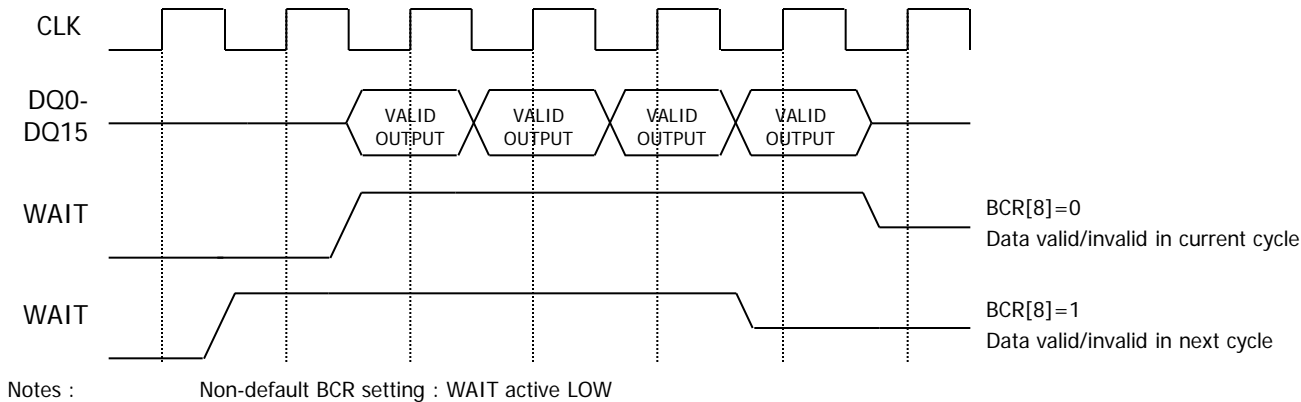 CLK
DQ0-
DQ15
VALID VALID VALID VALID
OUTPUT OUTPUT OUTPUT OUTPUT
WAIT
BCR[8]=0
Data valid/invalid in current cycle
WAIT
BCR[8]=1
Data valid/invalid in next cycle
Notes : Non-default BCR setting : WAIT active LOW